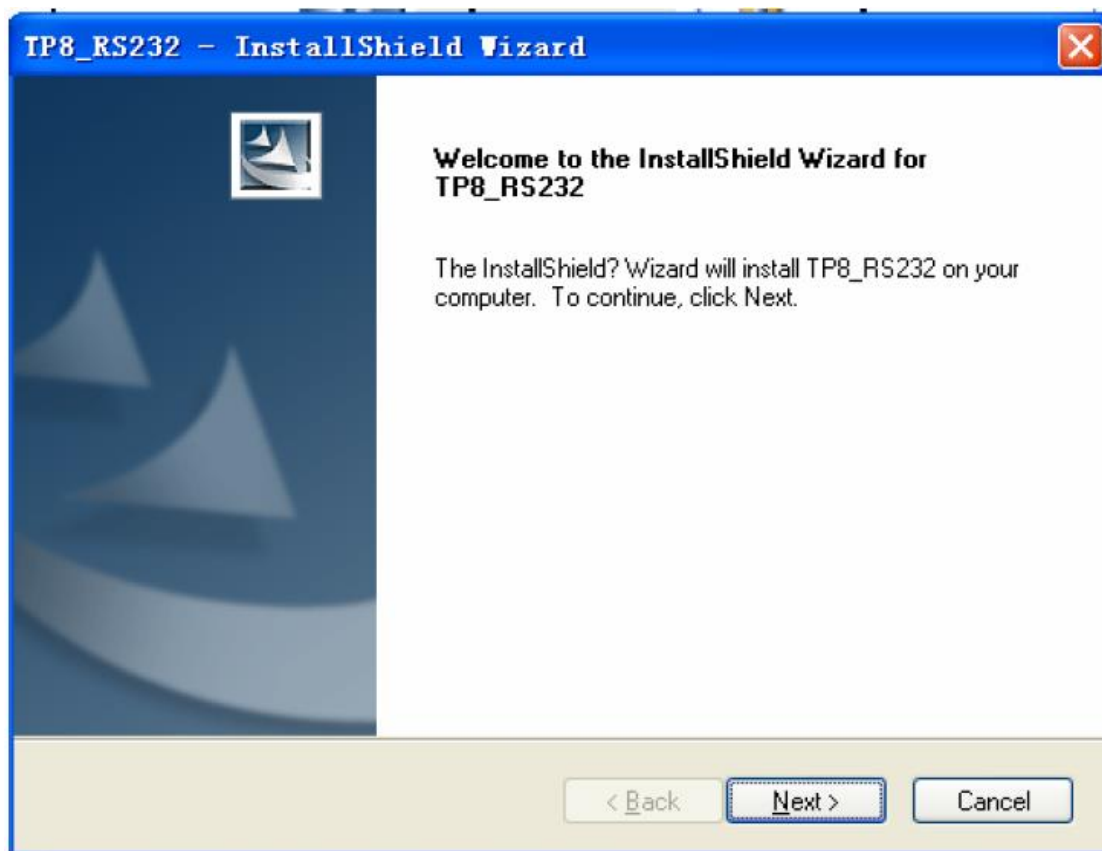 TP8_RS232 - InstallShield Wizard
Welcome to the InstallShield Wizard for
TP8_RS232
The InstallShield? Wizard will install TP8_RS232 on your
computer. To continue, click Next.
< Back
Next >
Cancel